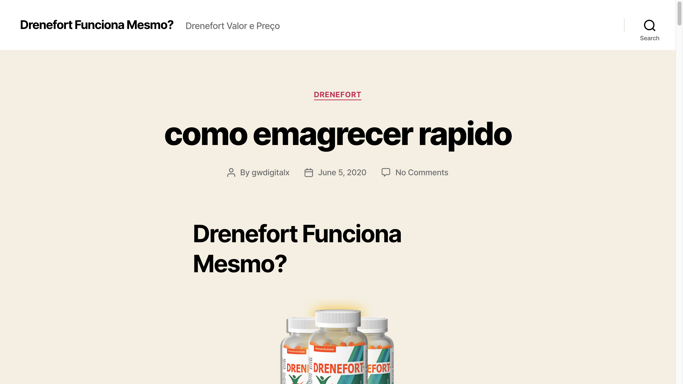 Drenefort Funciona Mesmo?
Drenefort Valor e Preço
Search
DRENEFORT
como emagrecer rapido
By gwdigitalx
June 5, 2020
No Comments
Drenefort Funciona
Mesmo?
DRENEFORT